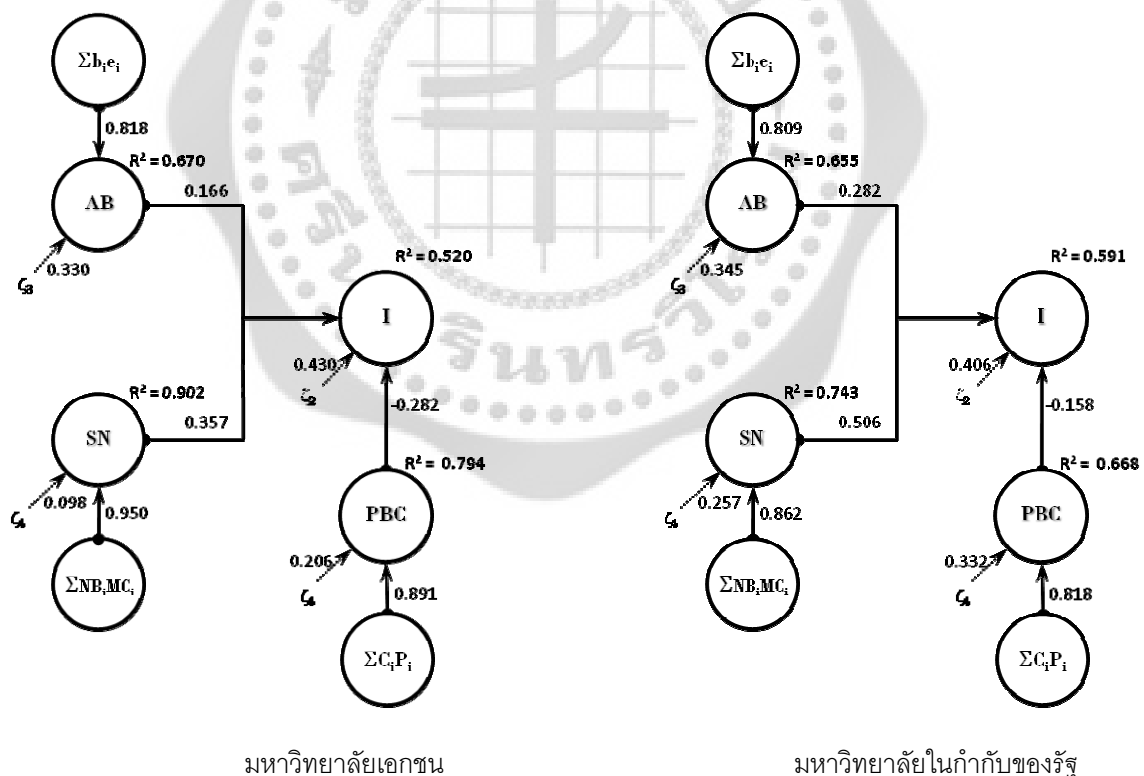 Σbᵢeᵢ
0.818
R² = 0.670
AB
0.166
0.330
ζ₃
R² = 0.520
I
0.430
ζ₂
R² = 0.902
0.357
SN
0.098
ζ₄
0.950
ΣNBᵢMCᵢ
-0.282
R² = 0.794
PBC
0.206
ζ₄
0.891
ΣCᵢPᵢ
มหาวิทยาลัยเอกชน
Σbᵢeᵢ
0.809
R² = 0.655
AB
0.282
0.345
ζ₃
R² = 0.591
I
0.406
ζ₂
R² = 0.743
0.506
SN
0.257
ζ₄
0.862
ΣNBᵢMCᵢ
-0.158
R² = 0.668
PBC
0.332
ζ₄
0.818
ΣCᵢPᵢ
มหาวิทยาลัยในกำกับของรัฐ